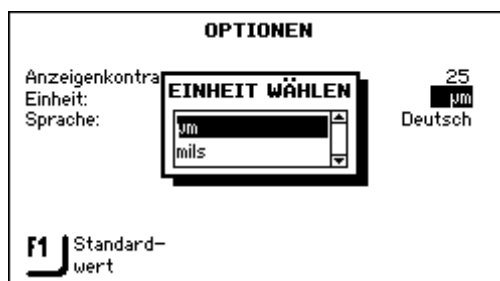 OPTIONEN
Anzeigenkontra
25
Einheit:
µm
Sprache:
Deutsch
EINHEIT WÄHLEN
µm
mils
F1
Standard-
wert